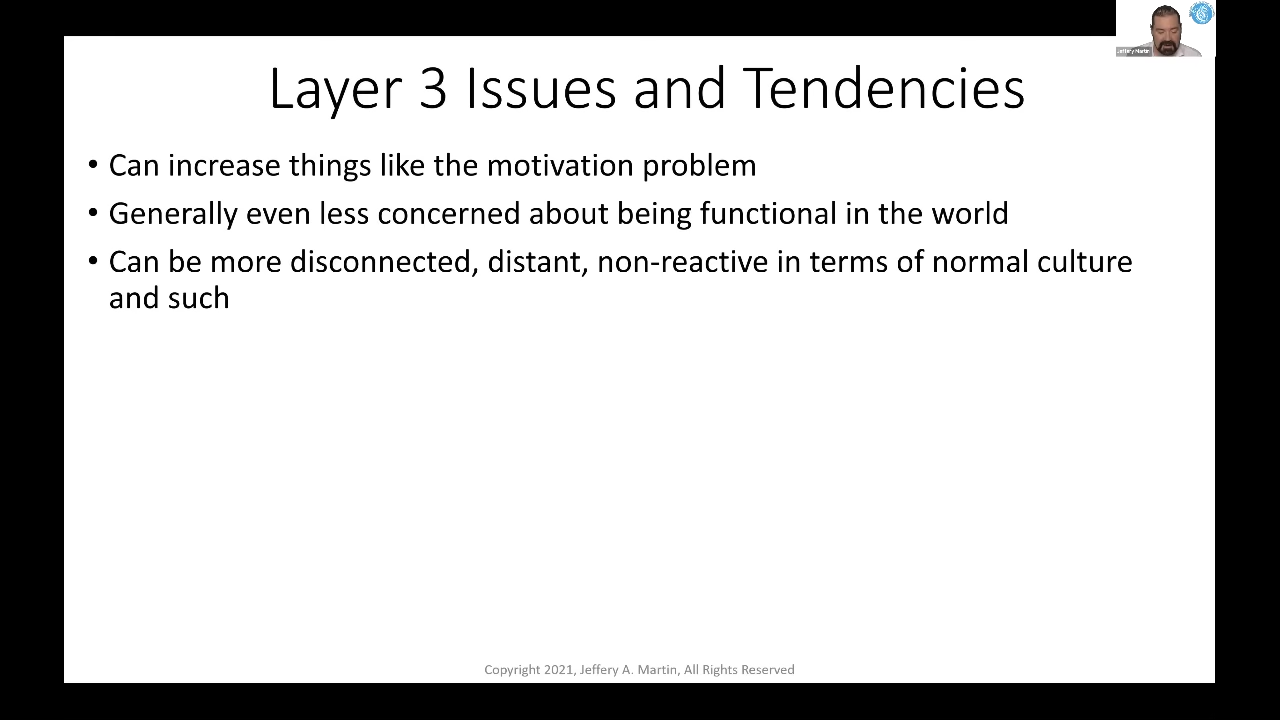 Jeffery Martin
Layer 3 Issues and Tendencies
• Can increase things like the motivation problem
• Generally even less concerned about being functional in the world
• Can be more disconnected, distant, non-reactive in terms of normal culture
and such
Copyright 2021, Jeffery A. Martin, All Rights Reserved